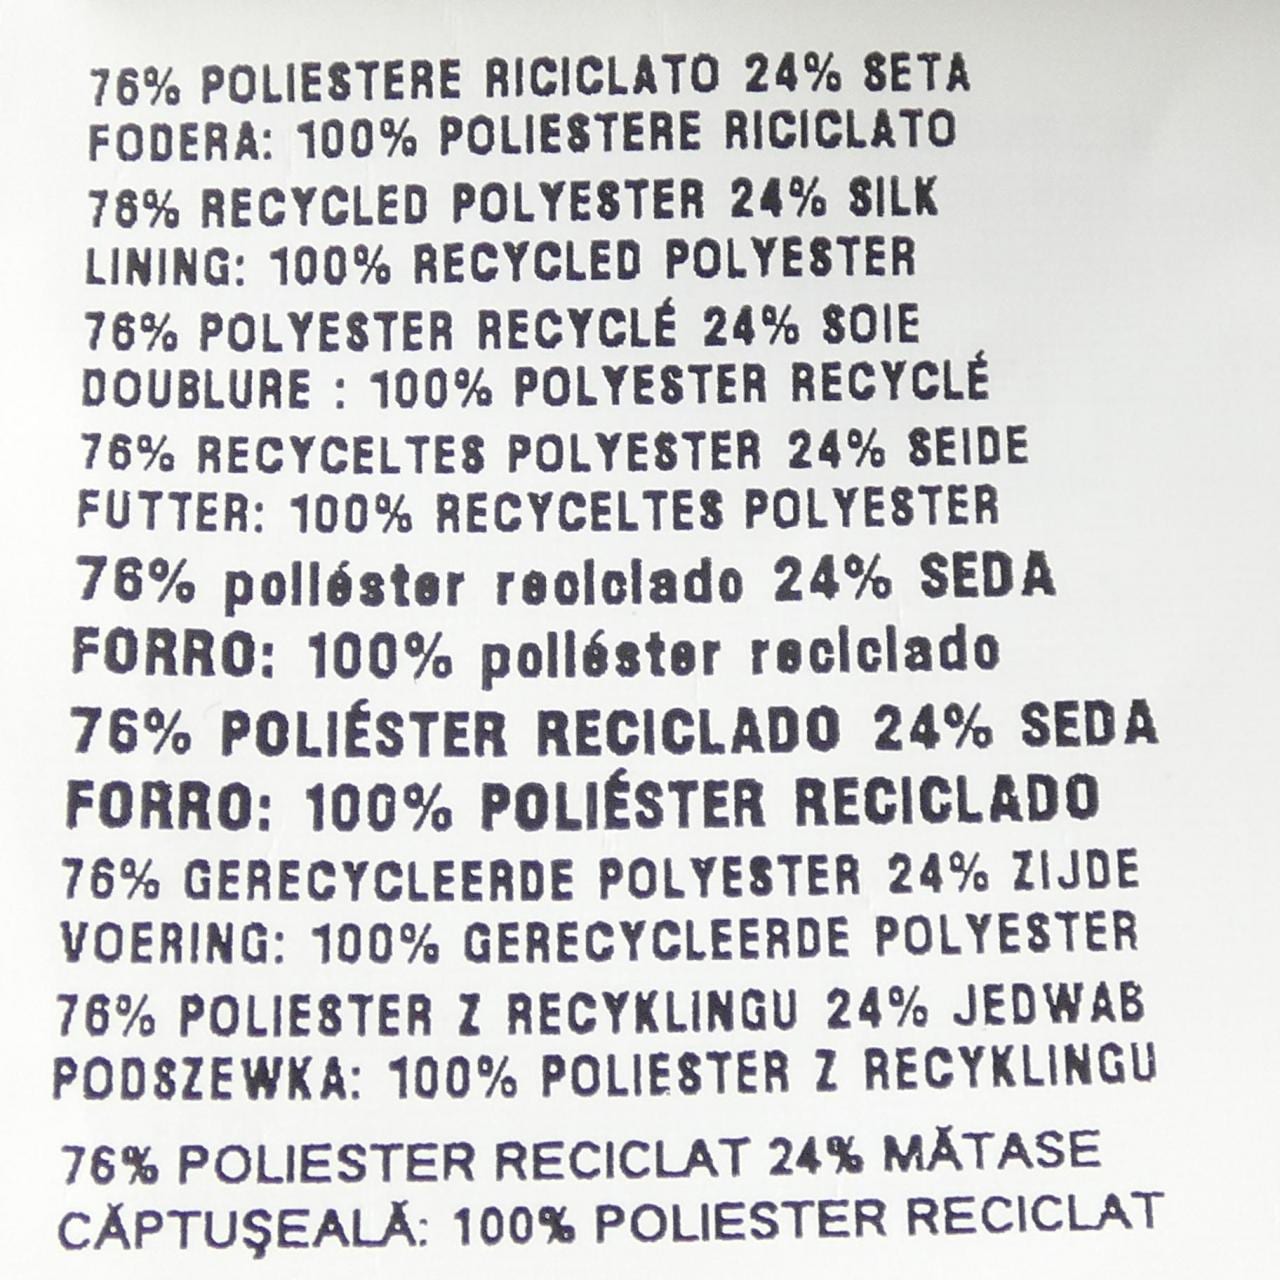 76% POLIESTERE RICICLATO 24% SETA
FODERA: 100% POLIESTERE RICICLATO
76% RECYCLED POLYESTER 24% SILK
LINING: 100% RECYCLED POLYESTER
76% POLYESTER RECYCLÉ 24% SOIE
DOUBLURE : 100% POLYESTER RECYCLÉ
76% RECYCELTES POLYESTER 24% SEIDE
FUTTER: 100% RECYCELTES POLYESTER
76% poliéster reciclado 24% SEDA
FORRO: 100% poliéster reciclado
76% POLIÉSTER RECICLADO 24% SEDA
FORRO: 100% POLIÉSTER RECICLADO
76% GERECYCLEERDE POLYESTER 24% ZIJDE
VOERING: 100% GERECYCLEERDE POLYESTER
76% POLIESTER Z RECYKLINGU 24% JEDWAB
PODSZEWKA: 100% POLIESTER Z RECYKLINGU
76% POLIESTER RECICLAT 24% MĂTASE
CĂPTUŞEALĂ: 100% POLIESTER RECICLAT